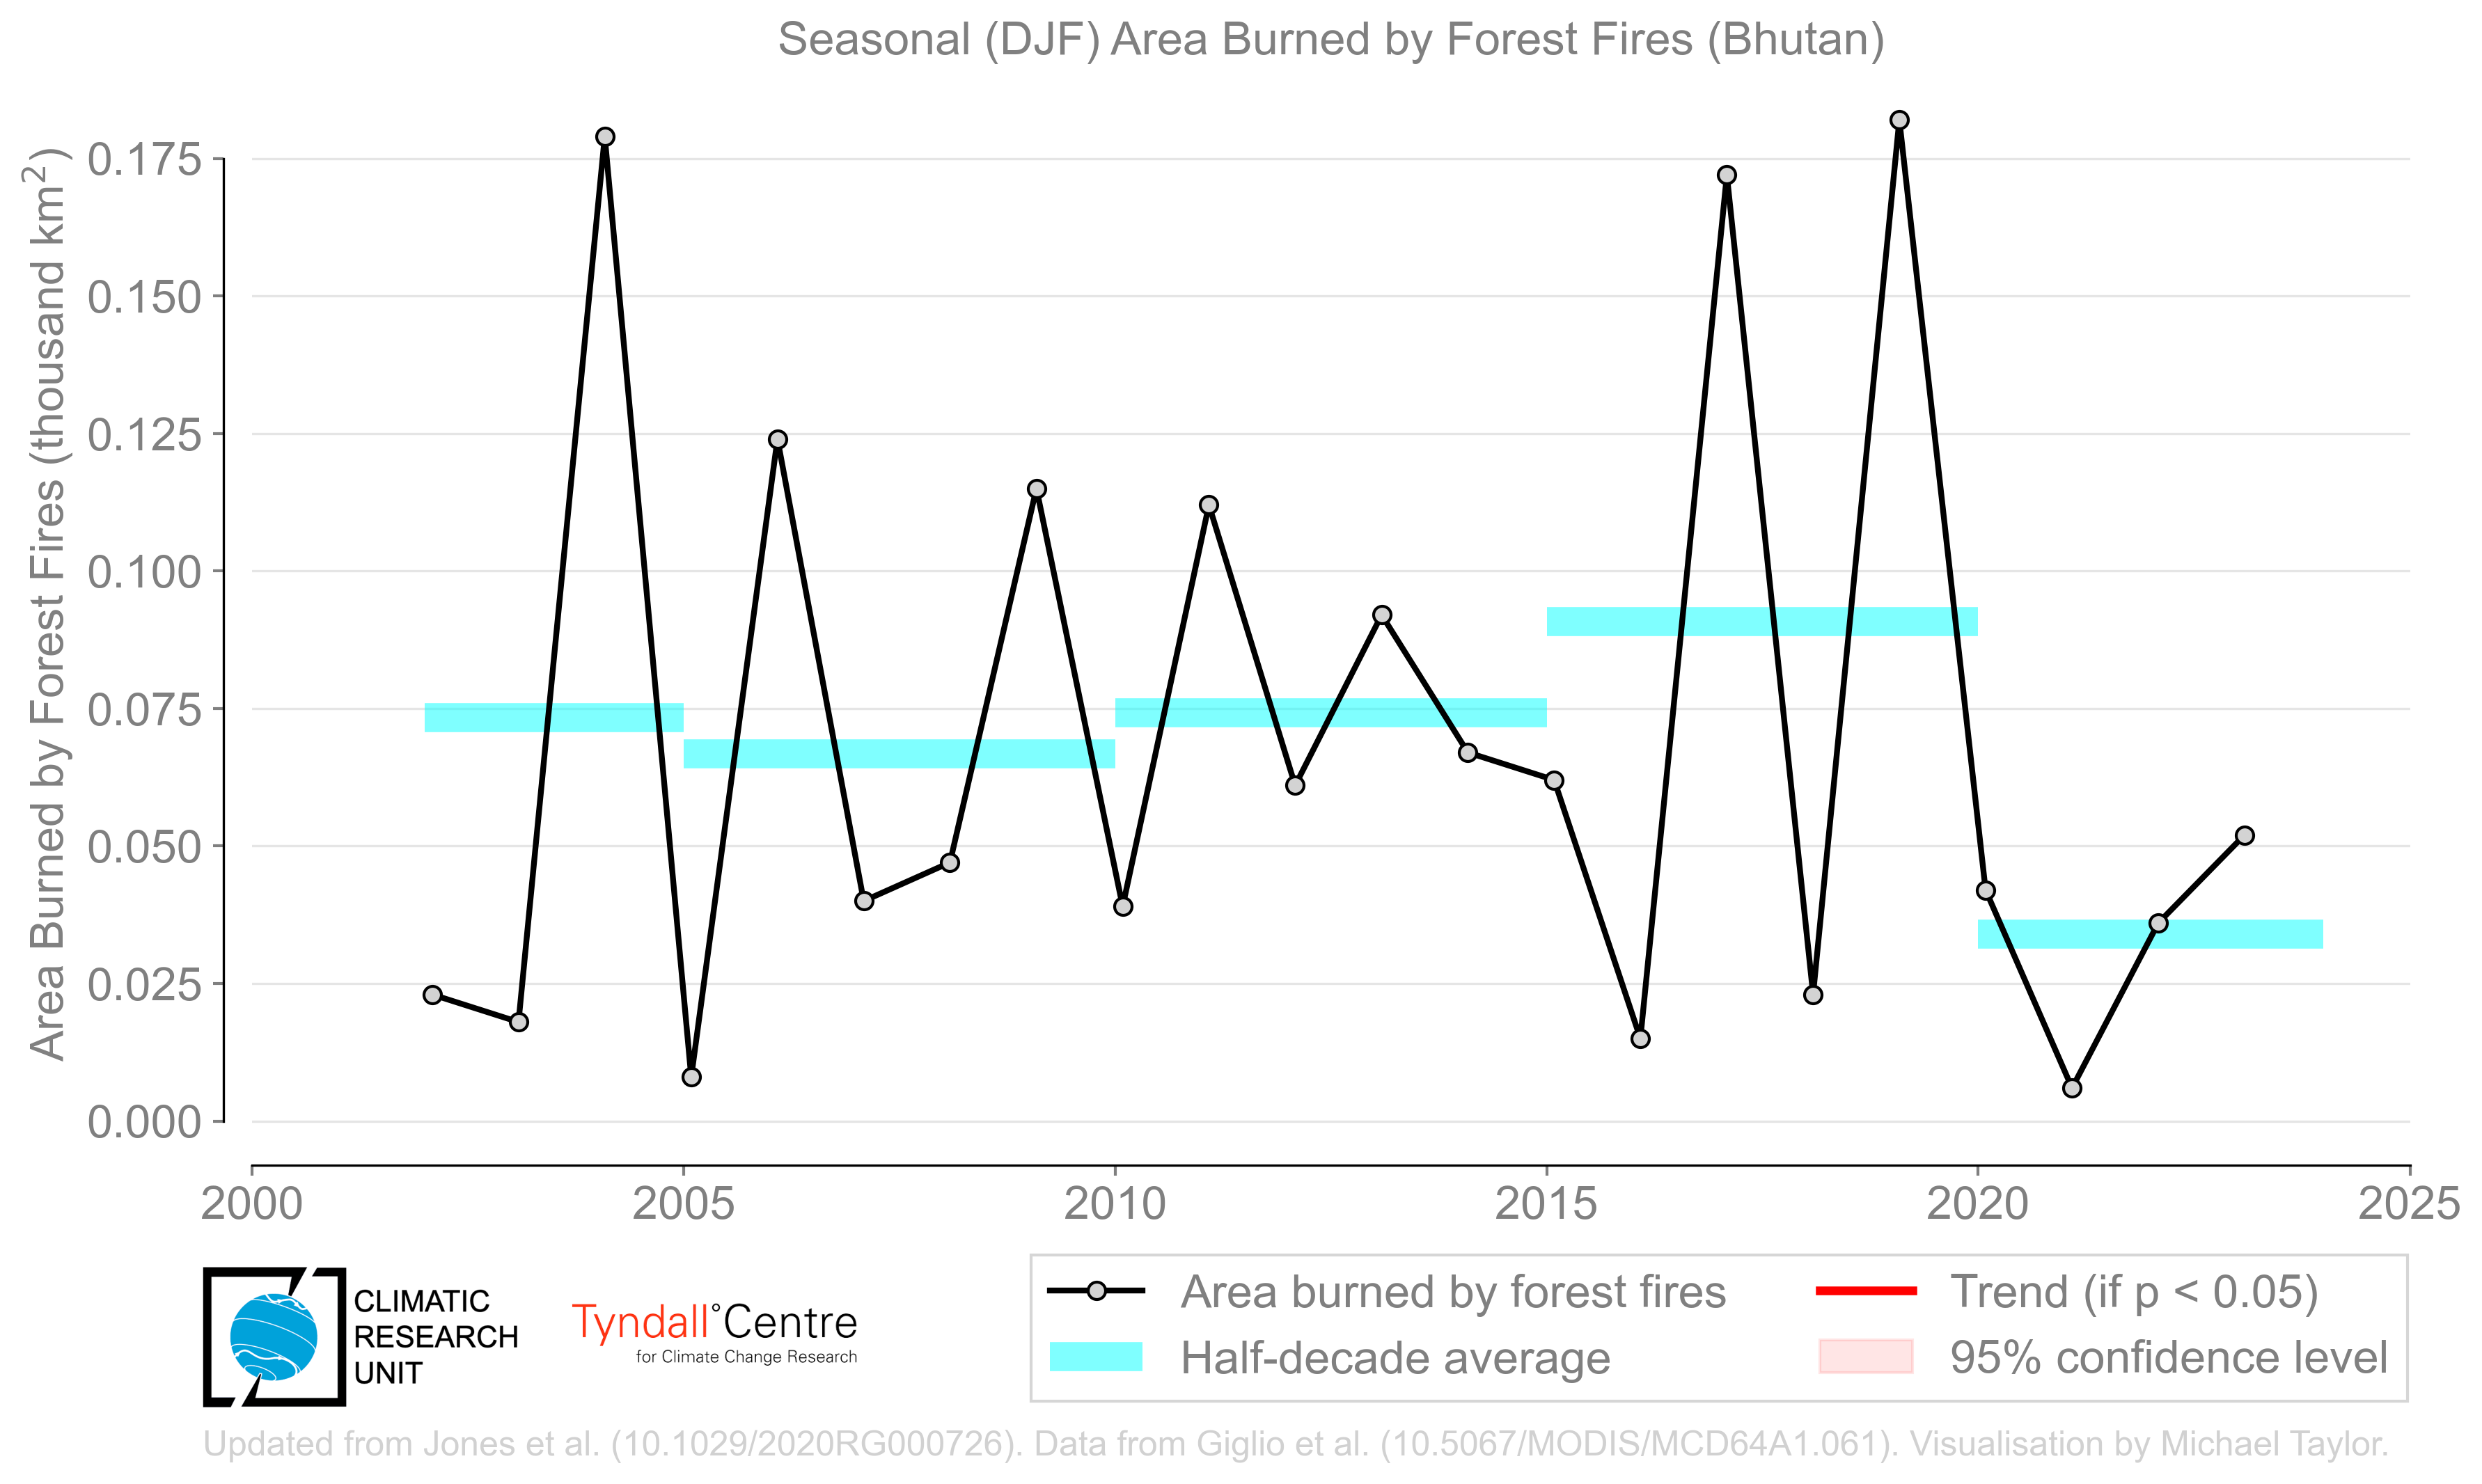 Seasonal (DJF) Area Burned by Forest Fires (Bhutan)
Area Burned by Forest Fires (thousand km²)
0.175
0.150
0.125
0.100
0.075
0.050
0.025
0.000
2000 2005 2010 2015 2020 2025
CLIMATIC
RESEARCH
UNIT
Tyndall°Centre
for Climate Change Research
Area burned by forest fires
Half-decade average
Trend (if p < 0.05)
95% confidence level
Updated from Jones et al. (10.1029/2020RG000726). Data from Giglio et al. (10.5067/MODIS/MCD64A1.061). Visualisation by Michael Taylor.